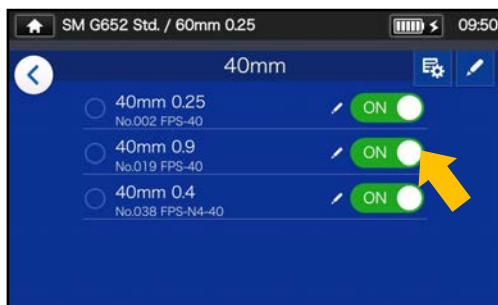 SM G652 Std. / 60mm 0.25 09:50
40mm
40mm 0.25
No.002 FPS-40
ON
40mm 0.9
No.019 FPS-40
ON
40mm 0.4
No.038 FPS-N4-40
ON